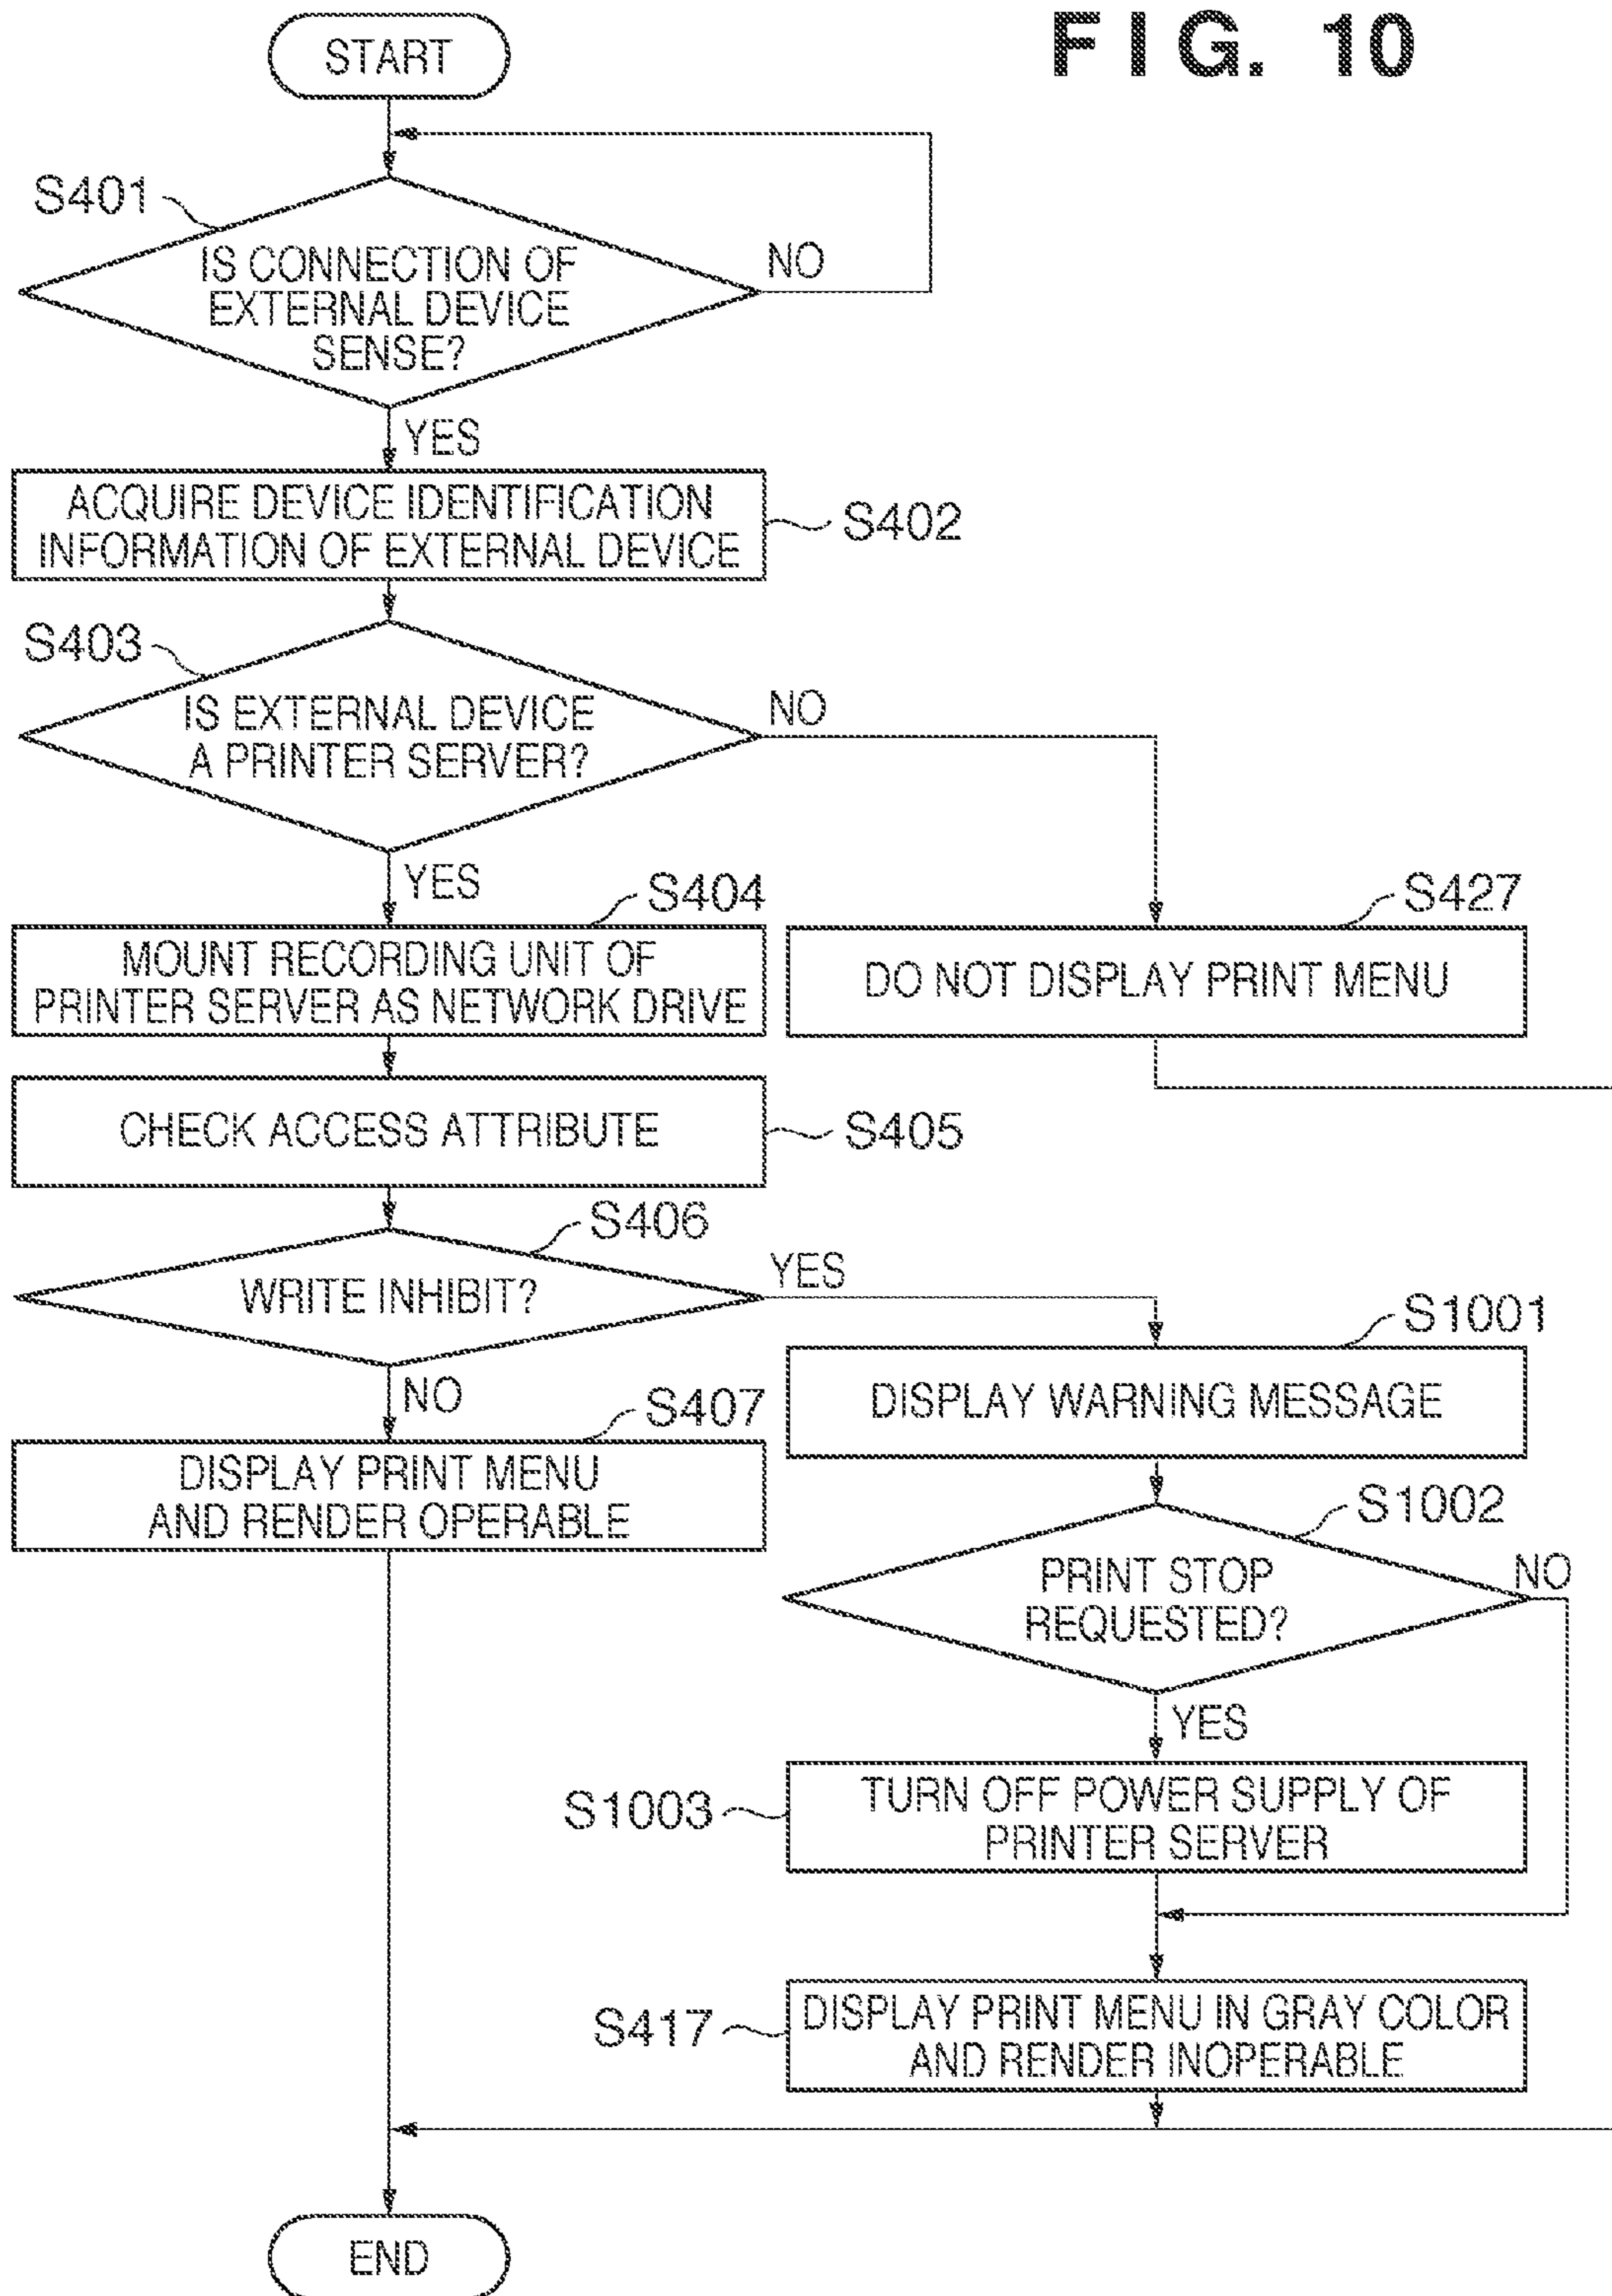 FIG. 10
START
S401
IS CONNECTION OF
EXTERNAL DEVICE
SENSE?
NO
YES
ACQUIRE DEVICE IDENTIFICATION
INFORMATION OF EXTERNAL DEVICE
S402
S403
IS EXTERNAL DEVICE
A PRINTER SERVER?
NO
YES
S404
MOUNT RECORDING UNIT OF
PRINTER SERVER AS NETWORK DRIVE
S427
DO NOT DISPLAY PRINT MENU
CHECK ACCESS ATTRIBUTE
S405
S406
WRITE INHIBIT?
YES
NO
S1001
DISPLAY WARNING MESSAGE
S407
DISPLAY PRINT MENU
AND RENDER OPERABLE
S1002
PRINT STOP
REQUESTED?
NO
YES
S1003
TURN OFF POWER SUPPLY OF
PRINTER SERVER
S417
DISPLAY PRINT MENU IN GRAY COLOR
AND RENDER INOPERABLE
END